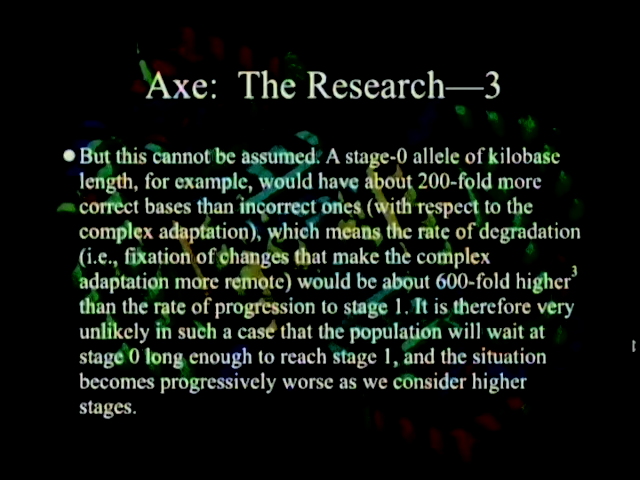 Axe: The Research—3
But this cannot be assumed. A stage-0 allele of kilobase
length, for example, would have about 200-fold more
correct bases than incorrect ones (with respect to the
complex adaptation), which means the rate of degradation
(i.e., fixation of changes that make the complex
adaptation more remote) would be about 600-fold higher3
than the rate of progression to stage 1. It is therefore very
unlikely in such a case that the population will wait at
stage 0 long enough to reach stage 1, and the situation
becomes progressively worse as we consider higher
stages.